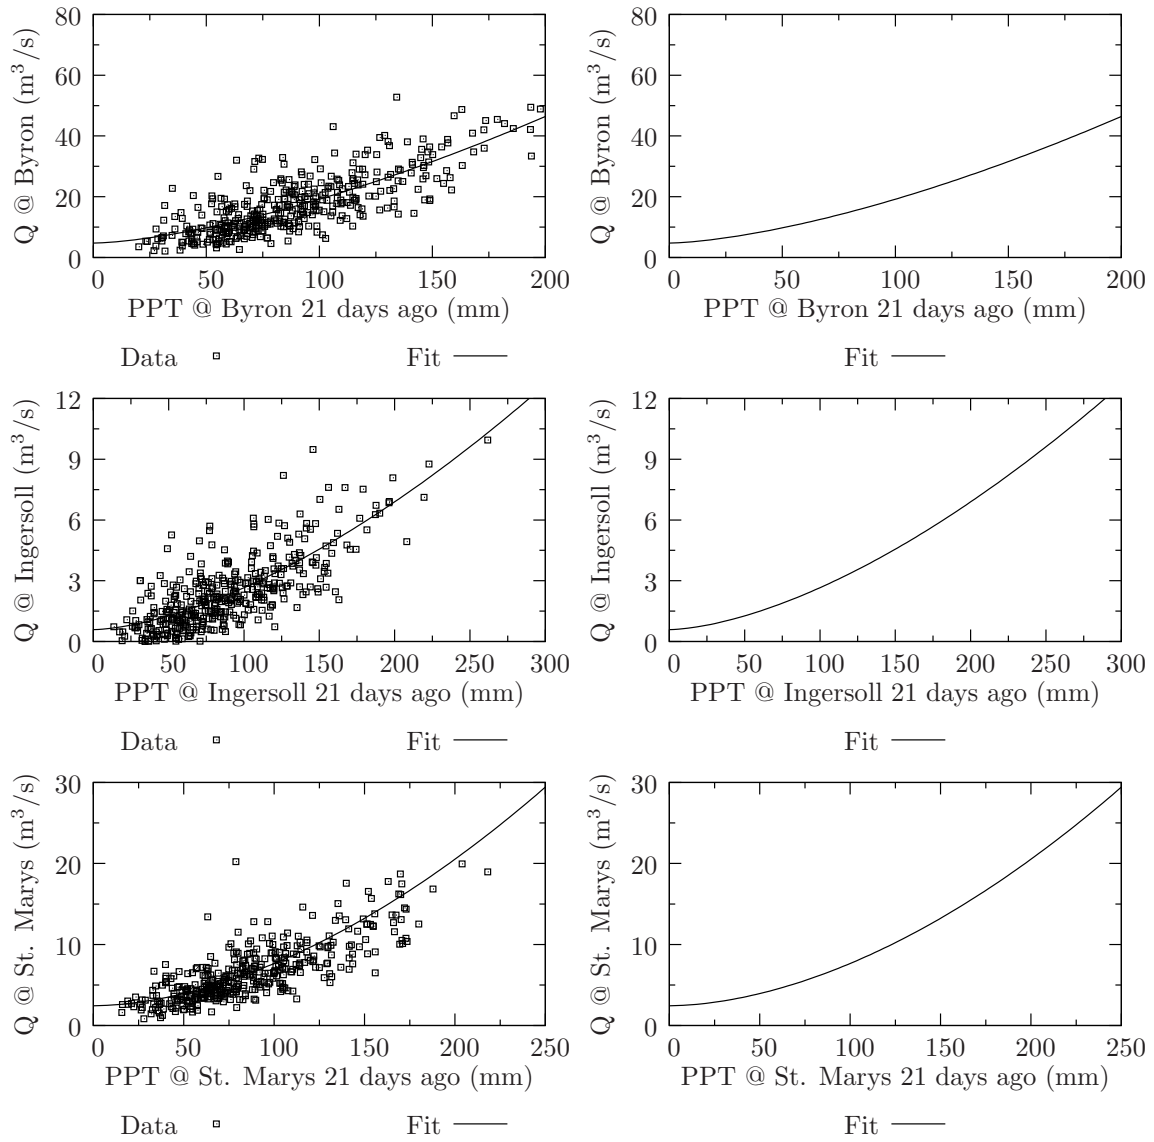 80
60
40
20
0
Q @ Byron (m³/s)
0 50 100 150 200
PPT @ Byron 21 days ago (mm)
Data Fit
80
60
40
20
0
Q @ Byron (m³/s)
0 50 100 150 200
PPT @ Byron 21 days ago (mm)
Fit
12
9
6
3
0
Q @ Ingersoll (m³/s)
0 50 100 150 200 250 300
PPT @ Ingersoll 21 days ago (mm)
Data Fit
12
9
6
3
0
Q @ Ingersoll (m³/s)
0 50 100 150 200 250 300
PPT @ Ingersoll 21 days ago (mm)
Fit
30
20
10
0
Q @ St. Marys (m³/s)
0 50 100 150 200 250
PPT @ St. Marys 21 days ago (mm)
Data Fit
30
20
10
0
Q @ St. Marys (m³/s)
0 50 100 150 200 250
PPT @ St. Marys 21 days ago (mm)
Fit